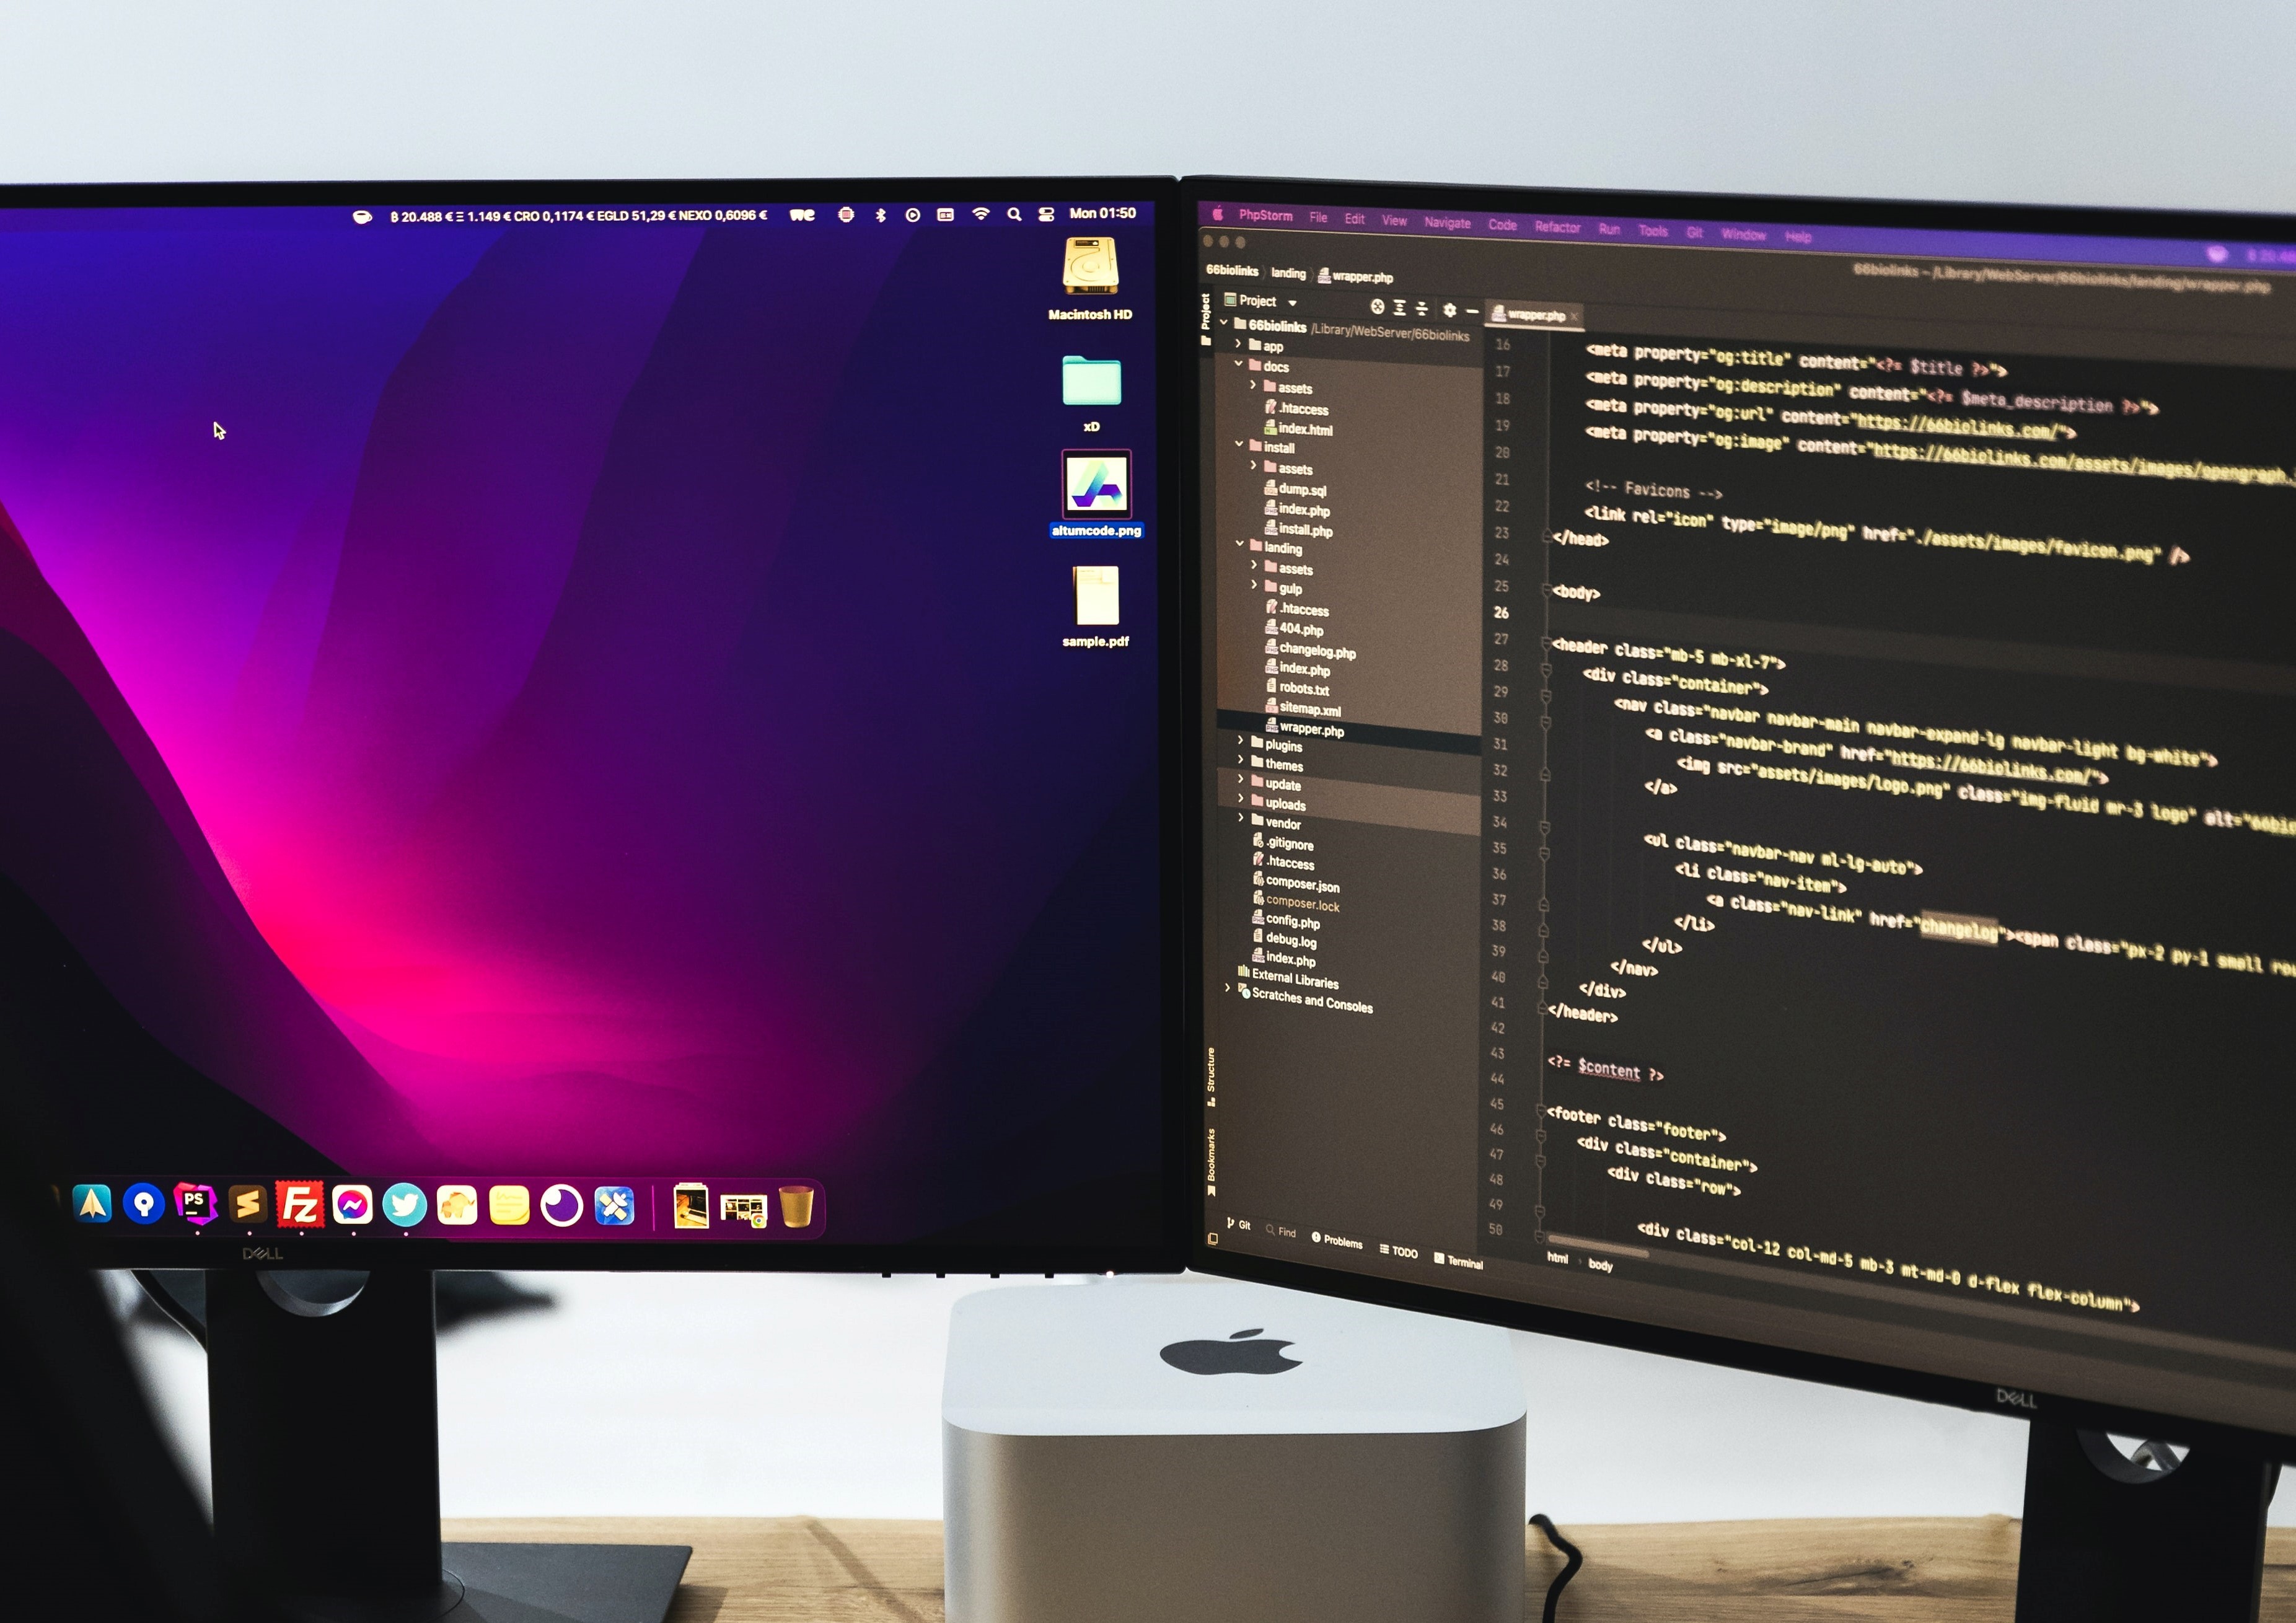 ₿ 20.488 € Ξ 1.149 € CRO 0,1174 € EGLD 51,29 € NEXO 0,6096 €
Mon 01:50
Macintosh HD
xD
altumcode.png
sample.pdf
PS
Fz
DELL
PhpStorm File Edit View Navigate Code Refactor Run Tools Git Window Help
66biolinks – /Library/WebServer/66biolinks/landing/wrapper.php
66biolinks landing wrapper.php
Project
Project
wrapper.php
66biolinks /Library/WebServer/66biolinks
app
docs
assets
.htaccess
index.html
install
assets
dump.sql
index.php
install.php
landing
assets
gulp
.htaccess
404.php
changelog.php
index.php
robots.txt
sitemap.xml
wrapper.php
plugins
themes
update
uploads
vendor
.gitignore
.htaccess
composer.json
composer.lock
config.php
debug.log
index.php
External Libraries
Scratches and Consoles
Structure
Bookmarks
16 <meta property="og:title" content="<?= $title ?>">
17 <meta property="og:description" content="<?= $meta_description ?>">
18 <meta property="og:url" content="https://66biolinks.com/">
19 <meta property="og:image" content="https://66biolinks.com/assets/images/opengraph.
20
21 <!-- Favicons -->
22 <link rel="icon" type="image/png" href="./assets/images/favicon.png" />
23 </head>
24
25 <body>
26
27 <header class="mb-5 mb-xl-7">
28 <div class="container">
29 <nav class="navbar navbar-main navbar-expand-lg navbar-light bg-white">
30 <a class="navbar-brand" href="https://66biolinks.com/">
31 <img src="assets/images/logo.png" class="img-fluid mr-3 logo" alt="66bio
32 </a>
33
34 <ul class="navbar-nav ml-lg-auto">
35 <li class="nav-item">
36 <a class="nav-link" href="changelog"><span class="px-2 py-1 small
37 </li>
38 </ul>
39 </nav>
40 </div>
41 </header>
42
43 <?= $content ?>
44
45 <footer class="footer">
46 <div class="container">
47 <div class="row">
48
49 <div class="col-12 col-md-5 mb-3 mt-md-0 d-flex flex-column">
50
html body
Git Find Problems TODO Terminal
DELL